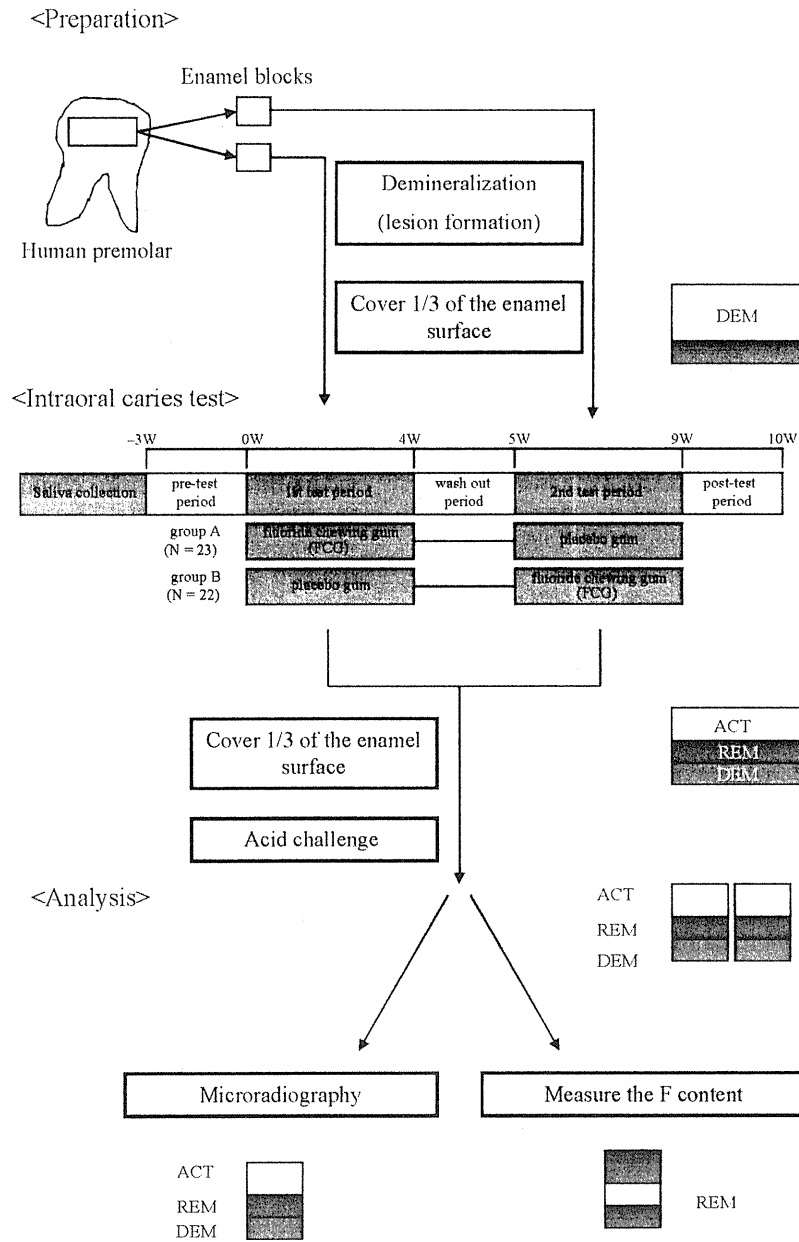 <Preparation>
Enamel blocks
Human premolar
Demineralization
(lesion formation)
Cover 1/3 of the enamel
surface
DEM
<Intraoral caries test>
–3W 0W 4W 5W 9W 10W
Saliva collection
pre-test
period
1st test period
wash out
period
2nd test period
post-test
period
group A
(N = 23)
fluoride chewing gum
(FCG)
placebo gum
group B
(N = 22)
placebo gum
fluoride chewing gum
(FCG)
Cover 1/3 of the enamel
surface
ACT
REM
DEM
Acid challenge
<Analysis>
ACT
REM
DEM
Microradiography
Measure the F content
ACT
REM
DEM
REM